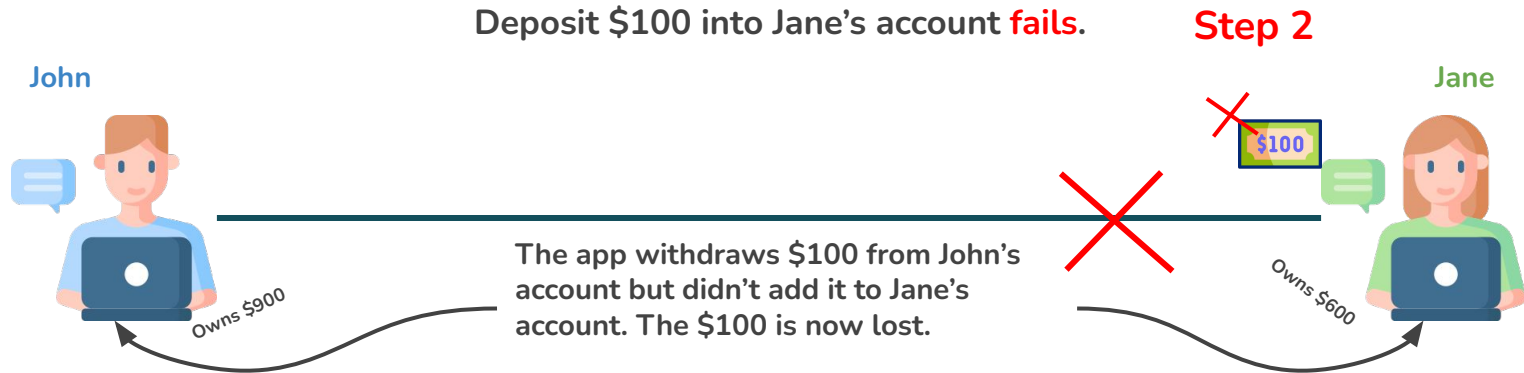 Deposit $100 into Jane’s account fails.
Step 2
John
Jane
$100
Owns $900
The app withdraws $100 from John’s
account but didn’t add it to Jane’s
account. The $100 is now lost.
Owns $600